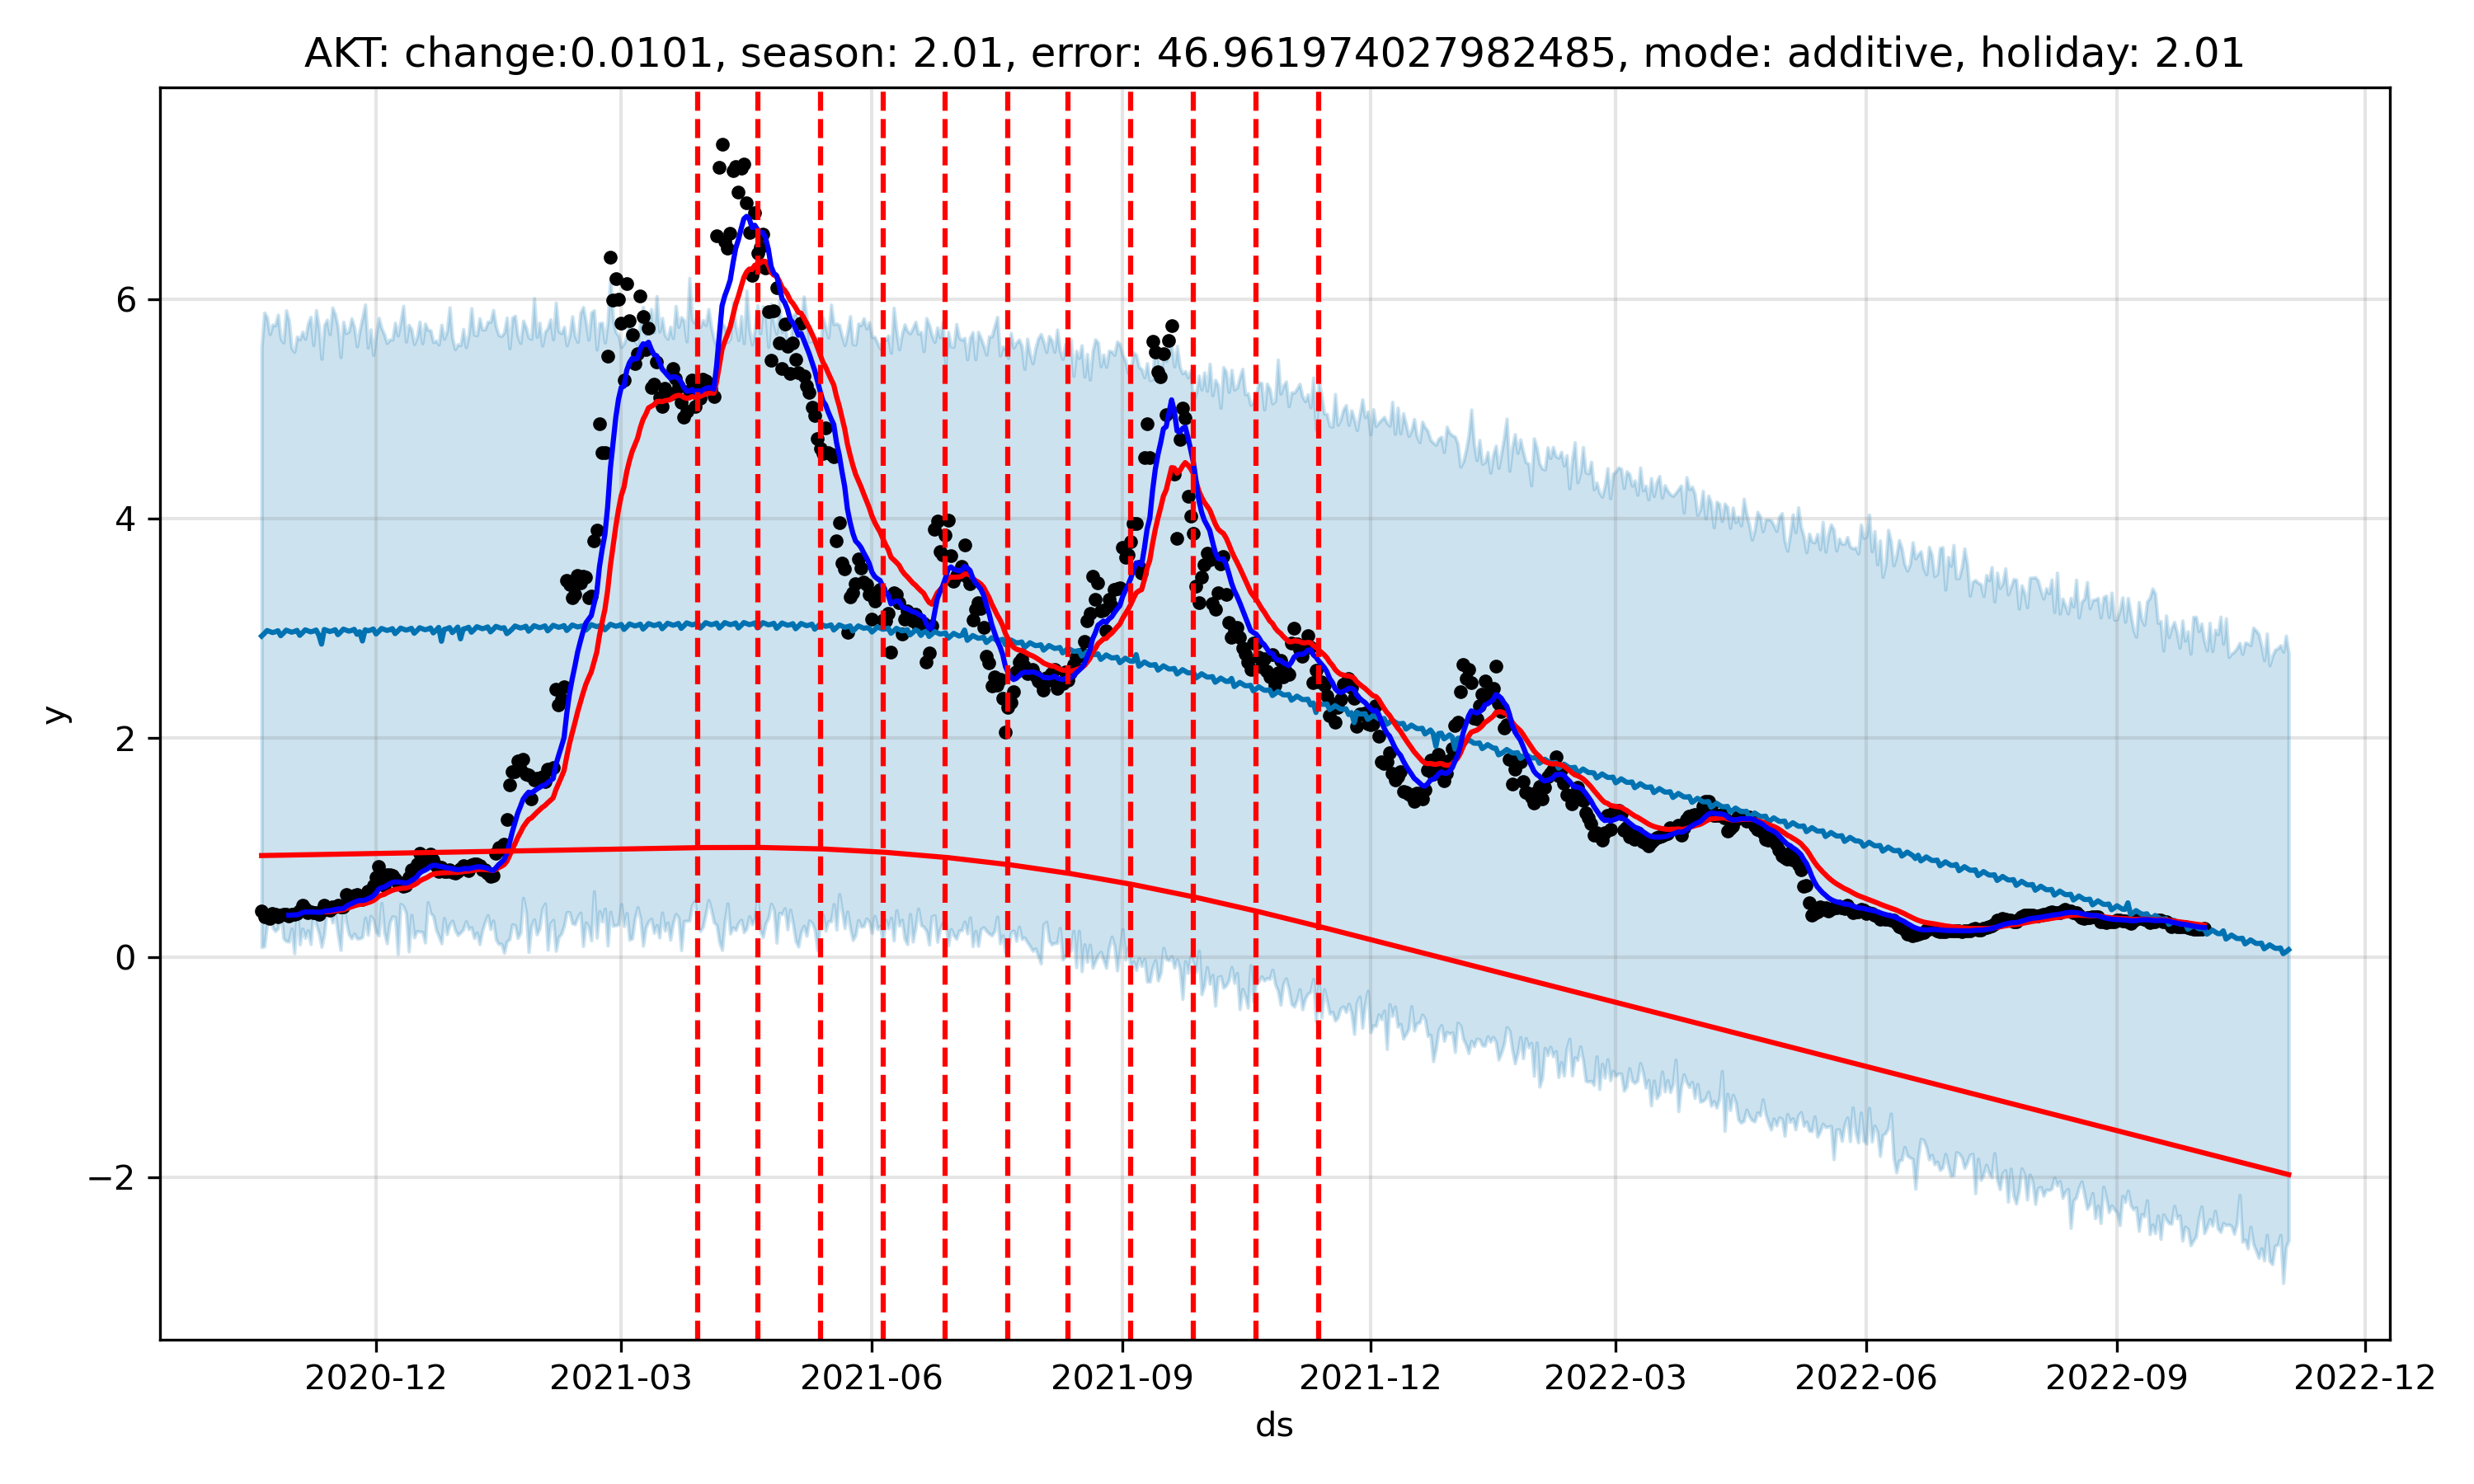 AKT: change:0.0101, season: 2.01, error: 46.961974027982485, mode: additive, holiday: 2.01
6
4
2
0
−2
y
2020-12 2021-03 2021-06 2021-09 2021-12 2022-03 2022-06 2022-09 2022-12
ds